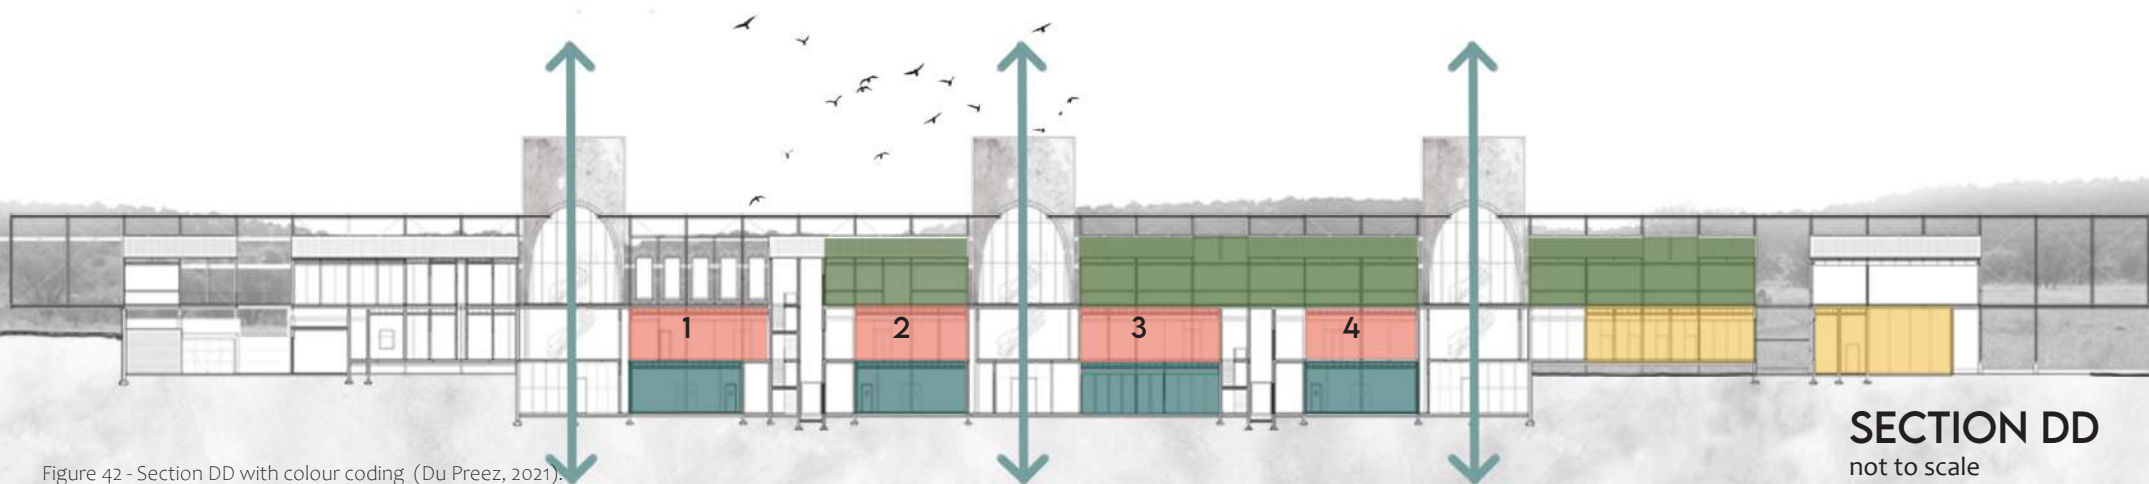 1
2
3
4
SECTION DD
not to scale
Figure 42 - Section DD with colour coding (Du Preez, 2021).